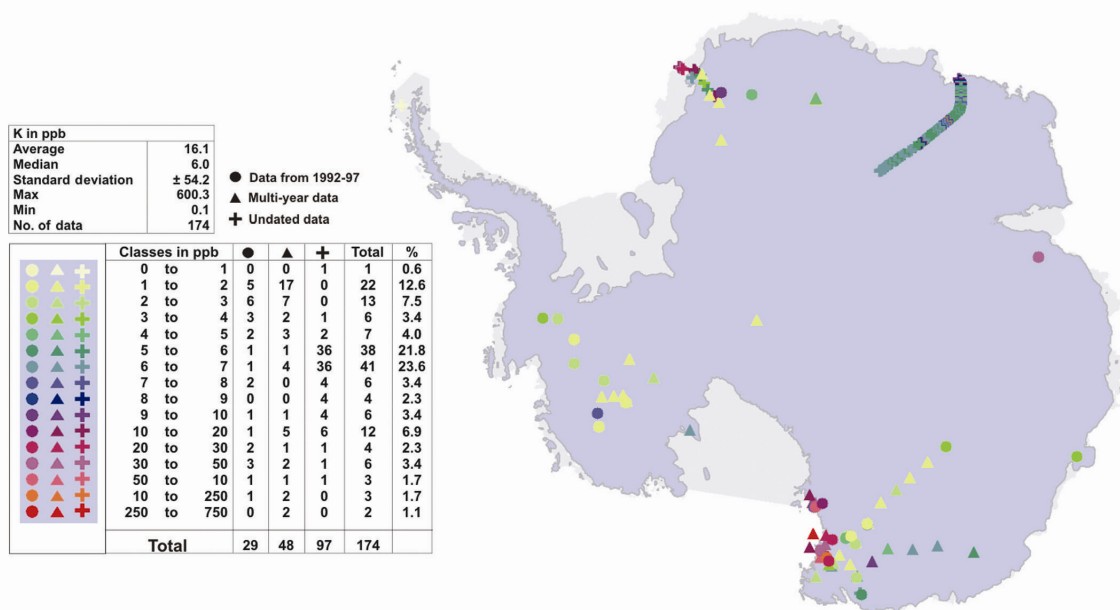 K in ppb
Average 16.1
Median 6.0
Standard deviation ± 54.2
Max 600.3
Min 0.1
No. of data 174
Data from 1992-97
Multi-year data
Undated data
Classes in ppb Total %
0 to 1 0 0 1 1 0.6
1 to 2 5 17 0 22 12.6
2 to 3 6 7 0 13 7.5
3 to 4 3 2 1 6 3.4
4 to 5 2 3 2 7 4.0
5 to 6 1 1 36 38 21.8
6 to 7 1 4 36 41 23.6
7 to 8 2 0 4 6 3.4
8 to 9 0 0 4 4 2.3
9 to 10 1 1 4 6 3.4
10 to 20 1 5 6 12 6.9
20 to 30 2 1 1 4 2.3
30 to 50 3 2 1 6 3.4
50 to 10 1 1 1 3 1.7
10 to 250 1 2 0 3 1.7
250 to 750 0 2 0 2 1.1
Total 29 48 97 174